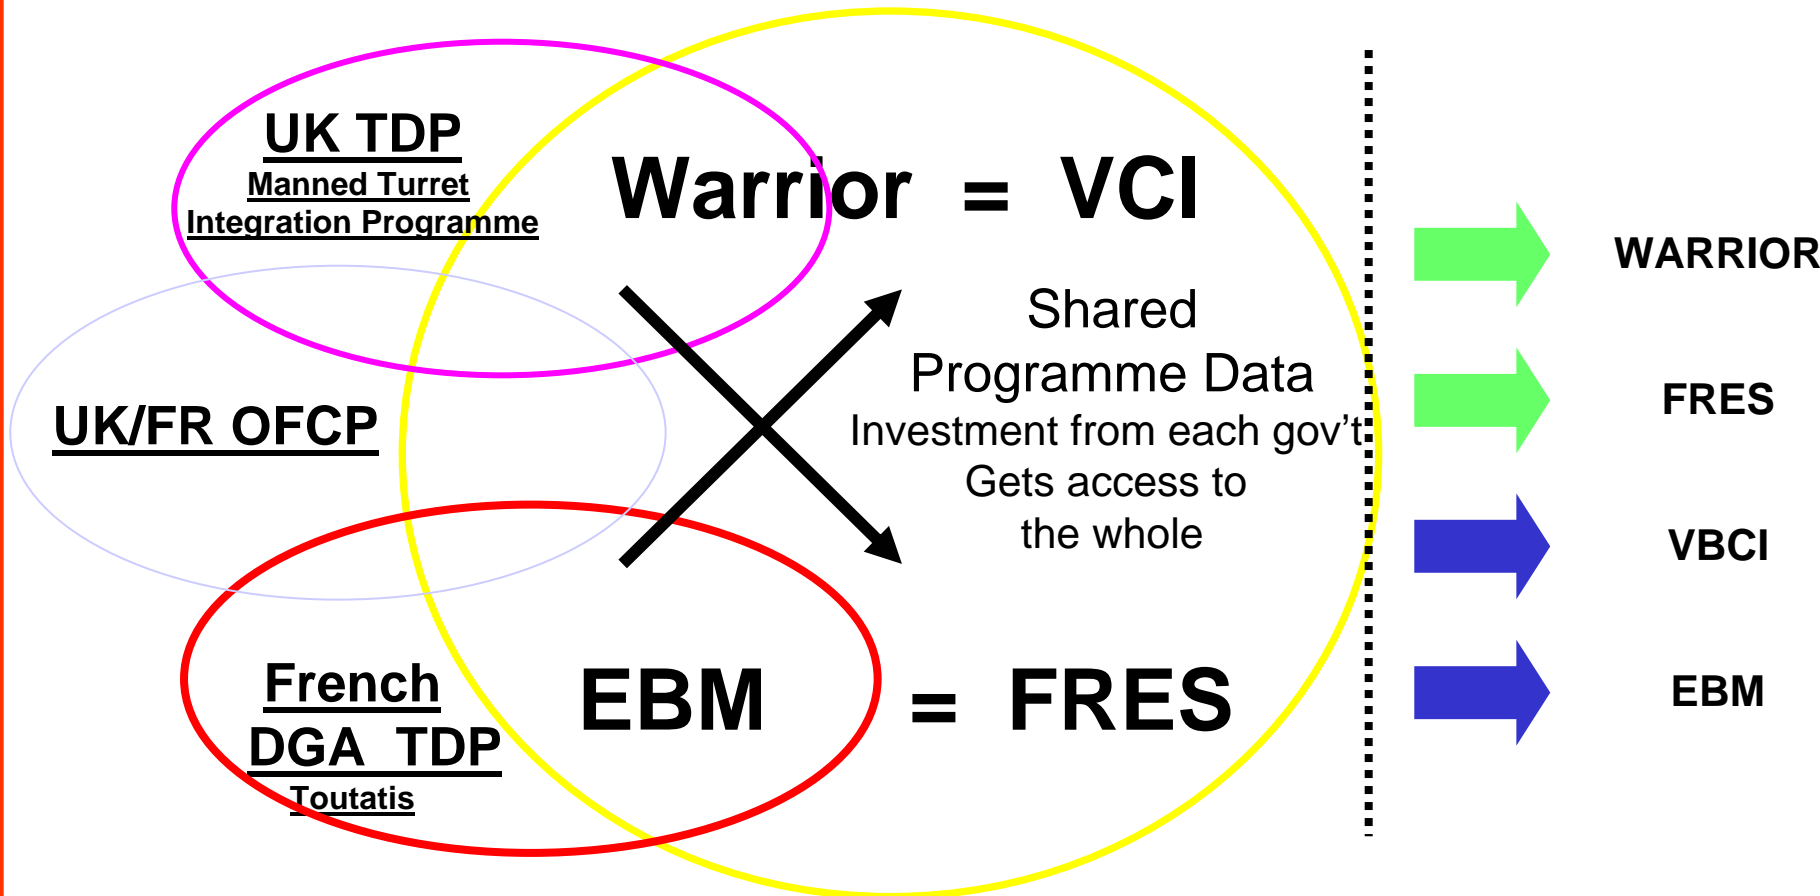 UK TDP
Manned Turret
Integration Programme
Warrior = VCI
Shared
Programme Data
Investment from each gov’t
Gets access to
the whole
UK/FR OFCP
French
DGA TDP
Toutatis
EBM = FRES
WARRIOR
FRES
VBCI
EBM